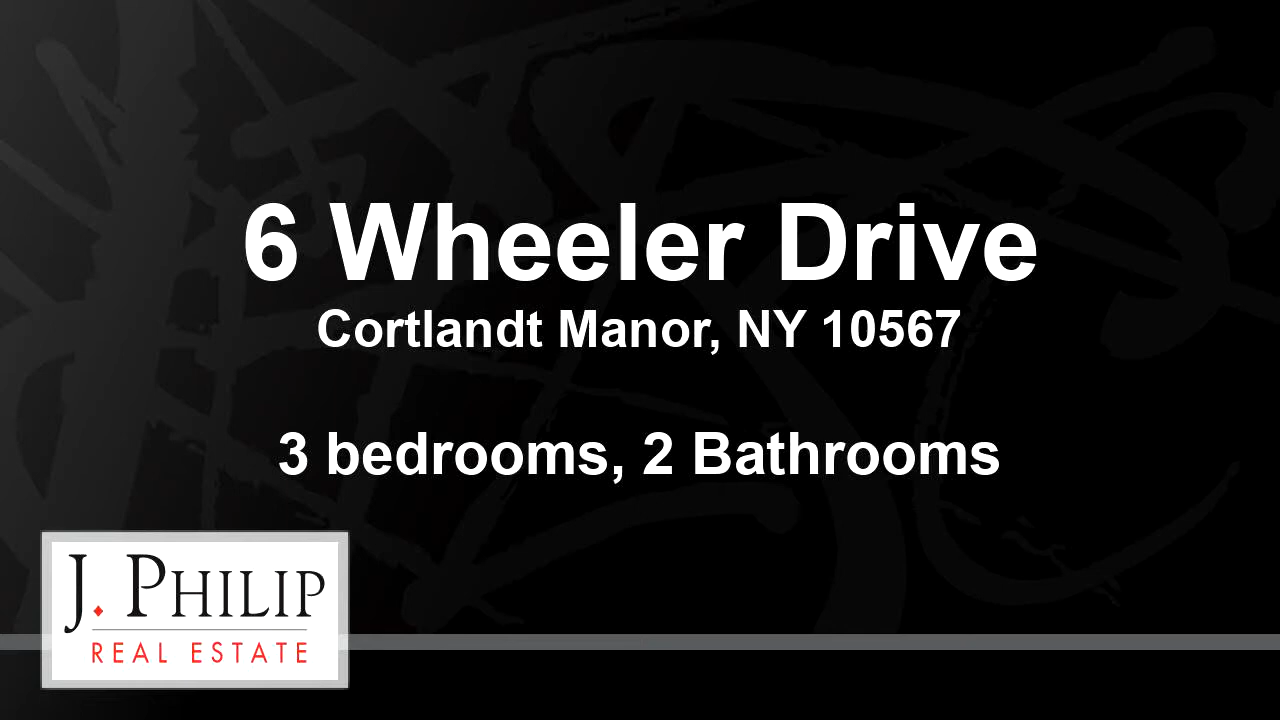 6 Wheeler Drive
Cortlandt Manor, NY 10567
3 bedrooms, 2 Bathrooms
J. PHILIP
REAL ESTATE